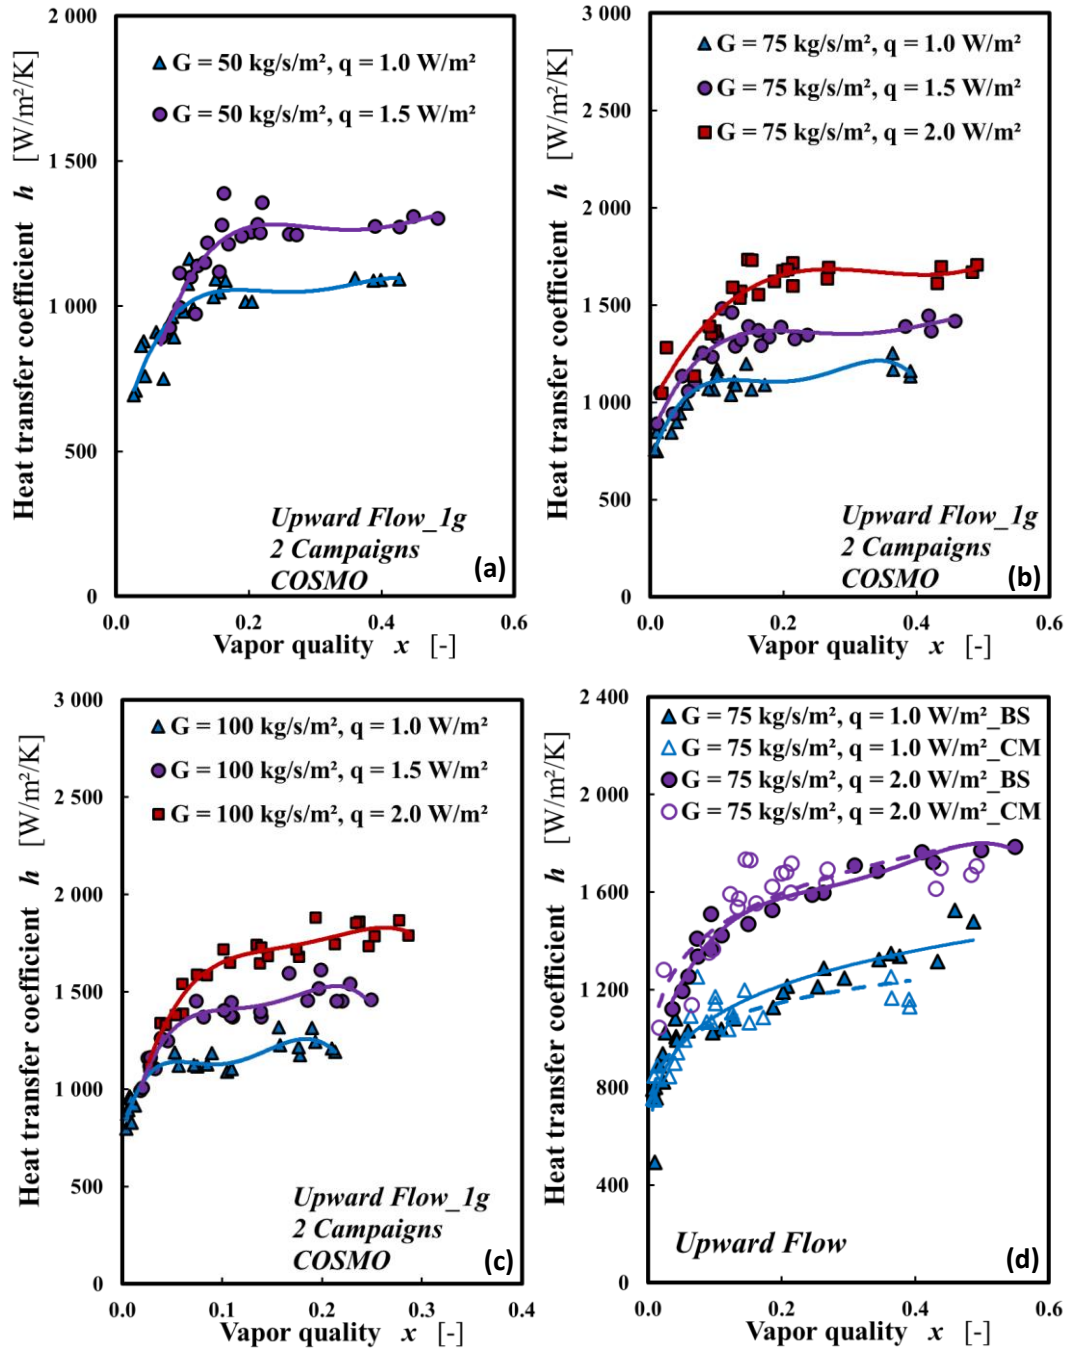 2 000
1 500
1 000
500
0
Heat transfer coefficient h [W/m²/K]
G = 50 kg/s/m², q = 1.0 W/m²
G = 50 kg/s/m², q = 1.5 W/m²
Upward Flow_1g
2 Campaigns
COSMO
(a)
0.0 0.2 0.4 0.6
Vapor quality x [-]
3 000
2 500
2 000
1 500
1 000
500
0
Heat transfer coefficient h [W/m²/K]
G = 75 kg/s/m², q = 1.0 W/m²
G = 75 kg/s/m², q = 1.5 W/m²
G = 75 kg/s/m², q = 2.0 W/m²
Upward Flow_1g
2 Campaigns
COSMO
(b)
0.0 0.2 0.4 0.6
Vapor quality x [-]
3 000
2 500
2 000
1 500
1 000
500
0
Heat transfer coefficient h [W/m²/K]
G = 100 kg/s/m², q = 1.0 W/m²
G = 100 kg/s/m², q = 1.5 W/m²
G = 100 kg/s/m², q = 2.0 W/m²
Upward Flow_1g
2 Campaigns
COSMO
(c)
0.0 0.1 0.2 0.3 0.4
Vapor quality x [-]
2 400
2 000
1 600
1 200
800
400
0
Heat transfer coefficient h [W/m²/K]
G = 75 kg/s/m², q = 1.0 W/m²_BS
G = 75 kg/s/m², q = 1.0 W/m²_CM
G = 75 kg/s/m², q = 2.0 W/m²_BS
G = 75 kg/s/m², q = 2.0 W/m²_CM
Upward Flow
(d)
0.0 0.2 0.4 0.6
Vapor quality x [-]